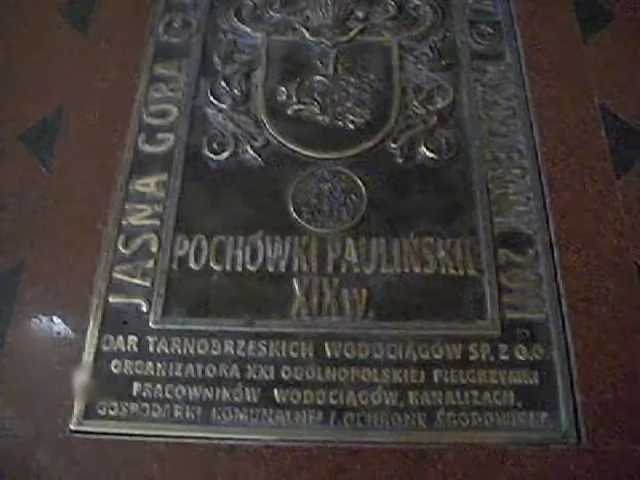 JASNA GÓRA
POCHÓWKI PAULIŃSKIE
XIX W.
DAR TARNOBRZESKICH WODOCIĄGÓW SP. Z O.O.
ORGANIZATORA XXI OGÓLNOPOLSKIEJ PIELGRZYMKI
PRACOWNIKÓW WODOCIĄGÓW, KANALIZACJI,
GOSPODARKI KOMUNALNEJ I OCHRONY ŚRODOWISKA